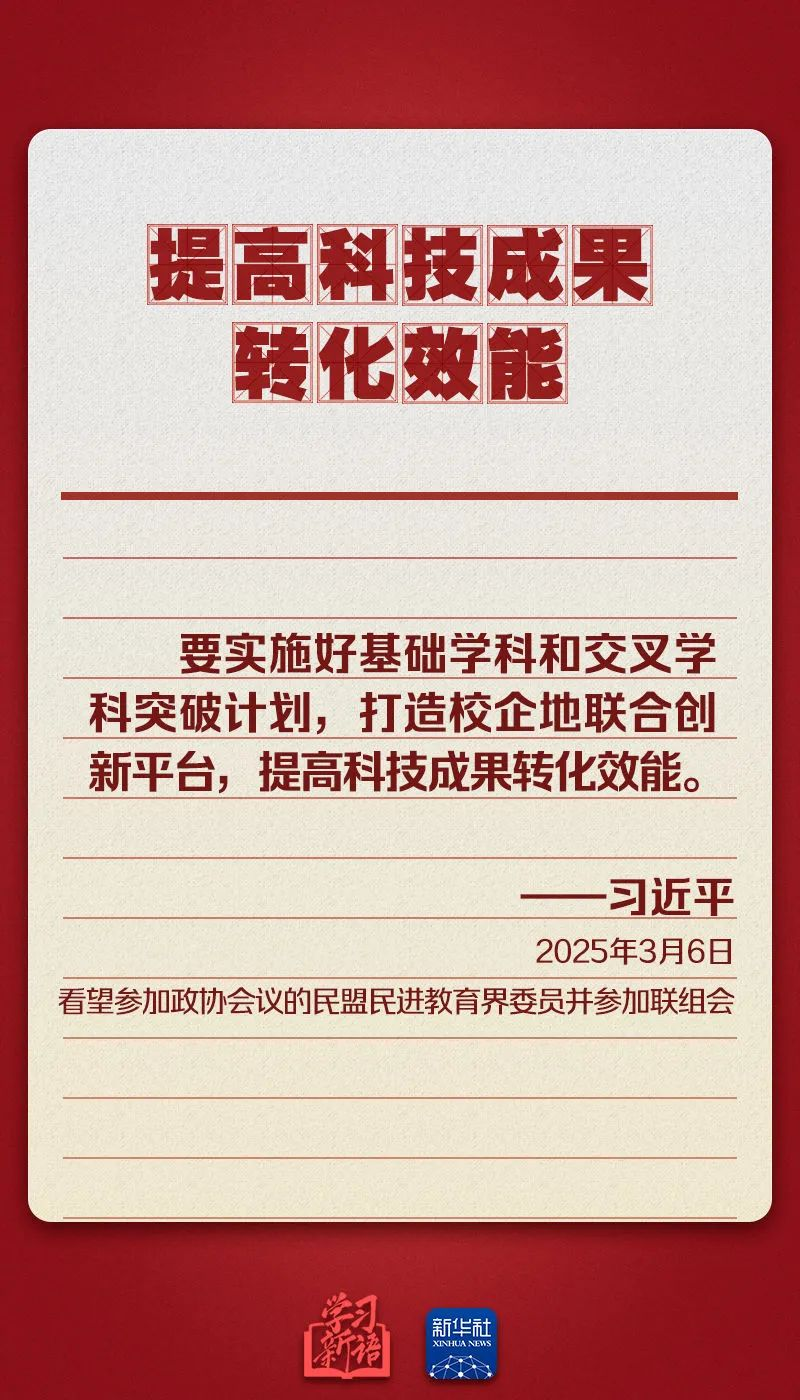 提高科技成果
转化效能
要实施好基础学科和交叉学
科突破计划，打造校企地联合创
新平台，提高科技成果转化效能。
——习近平
2025年3月6日
看望参加政协会议的民盟民进教育界委员并参加联组会
学习
新语
新华社
XINHUA NEWS